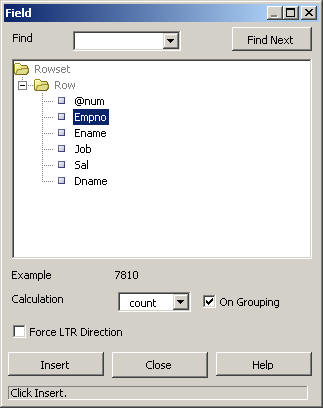 Field
Find
Find Next
Rowset
Row
@num
Empno
Ename
Job
Sal
Dname
Example 7810
Calculation count On Grouping
Force LTR Direction
Insert Close Help
Click Insert.